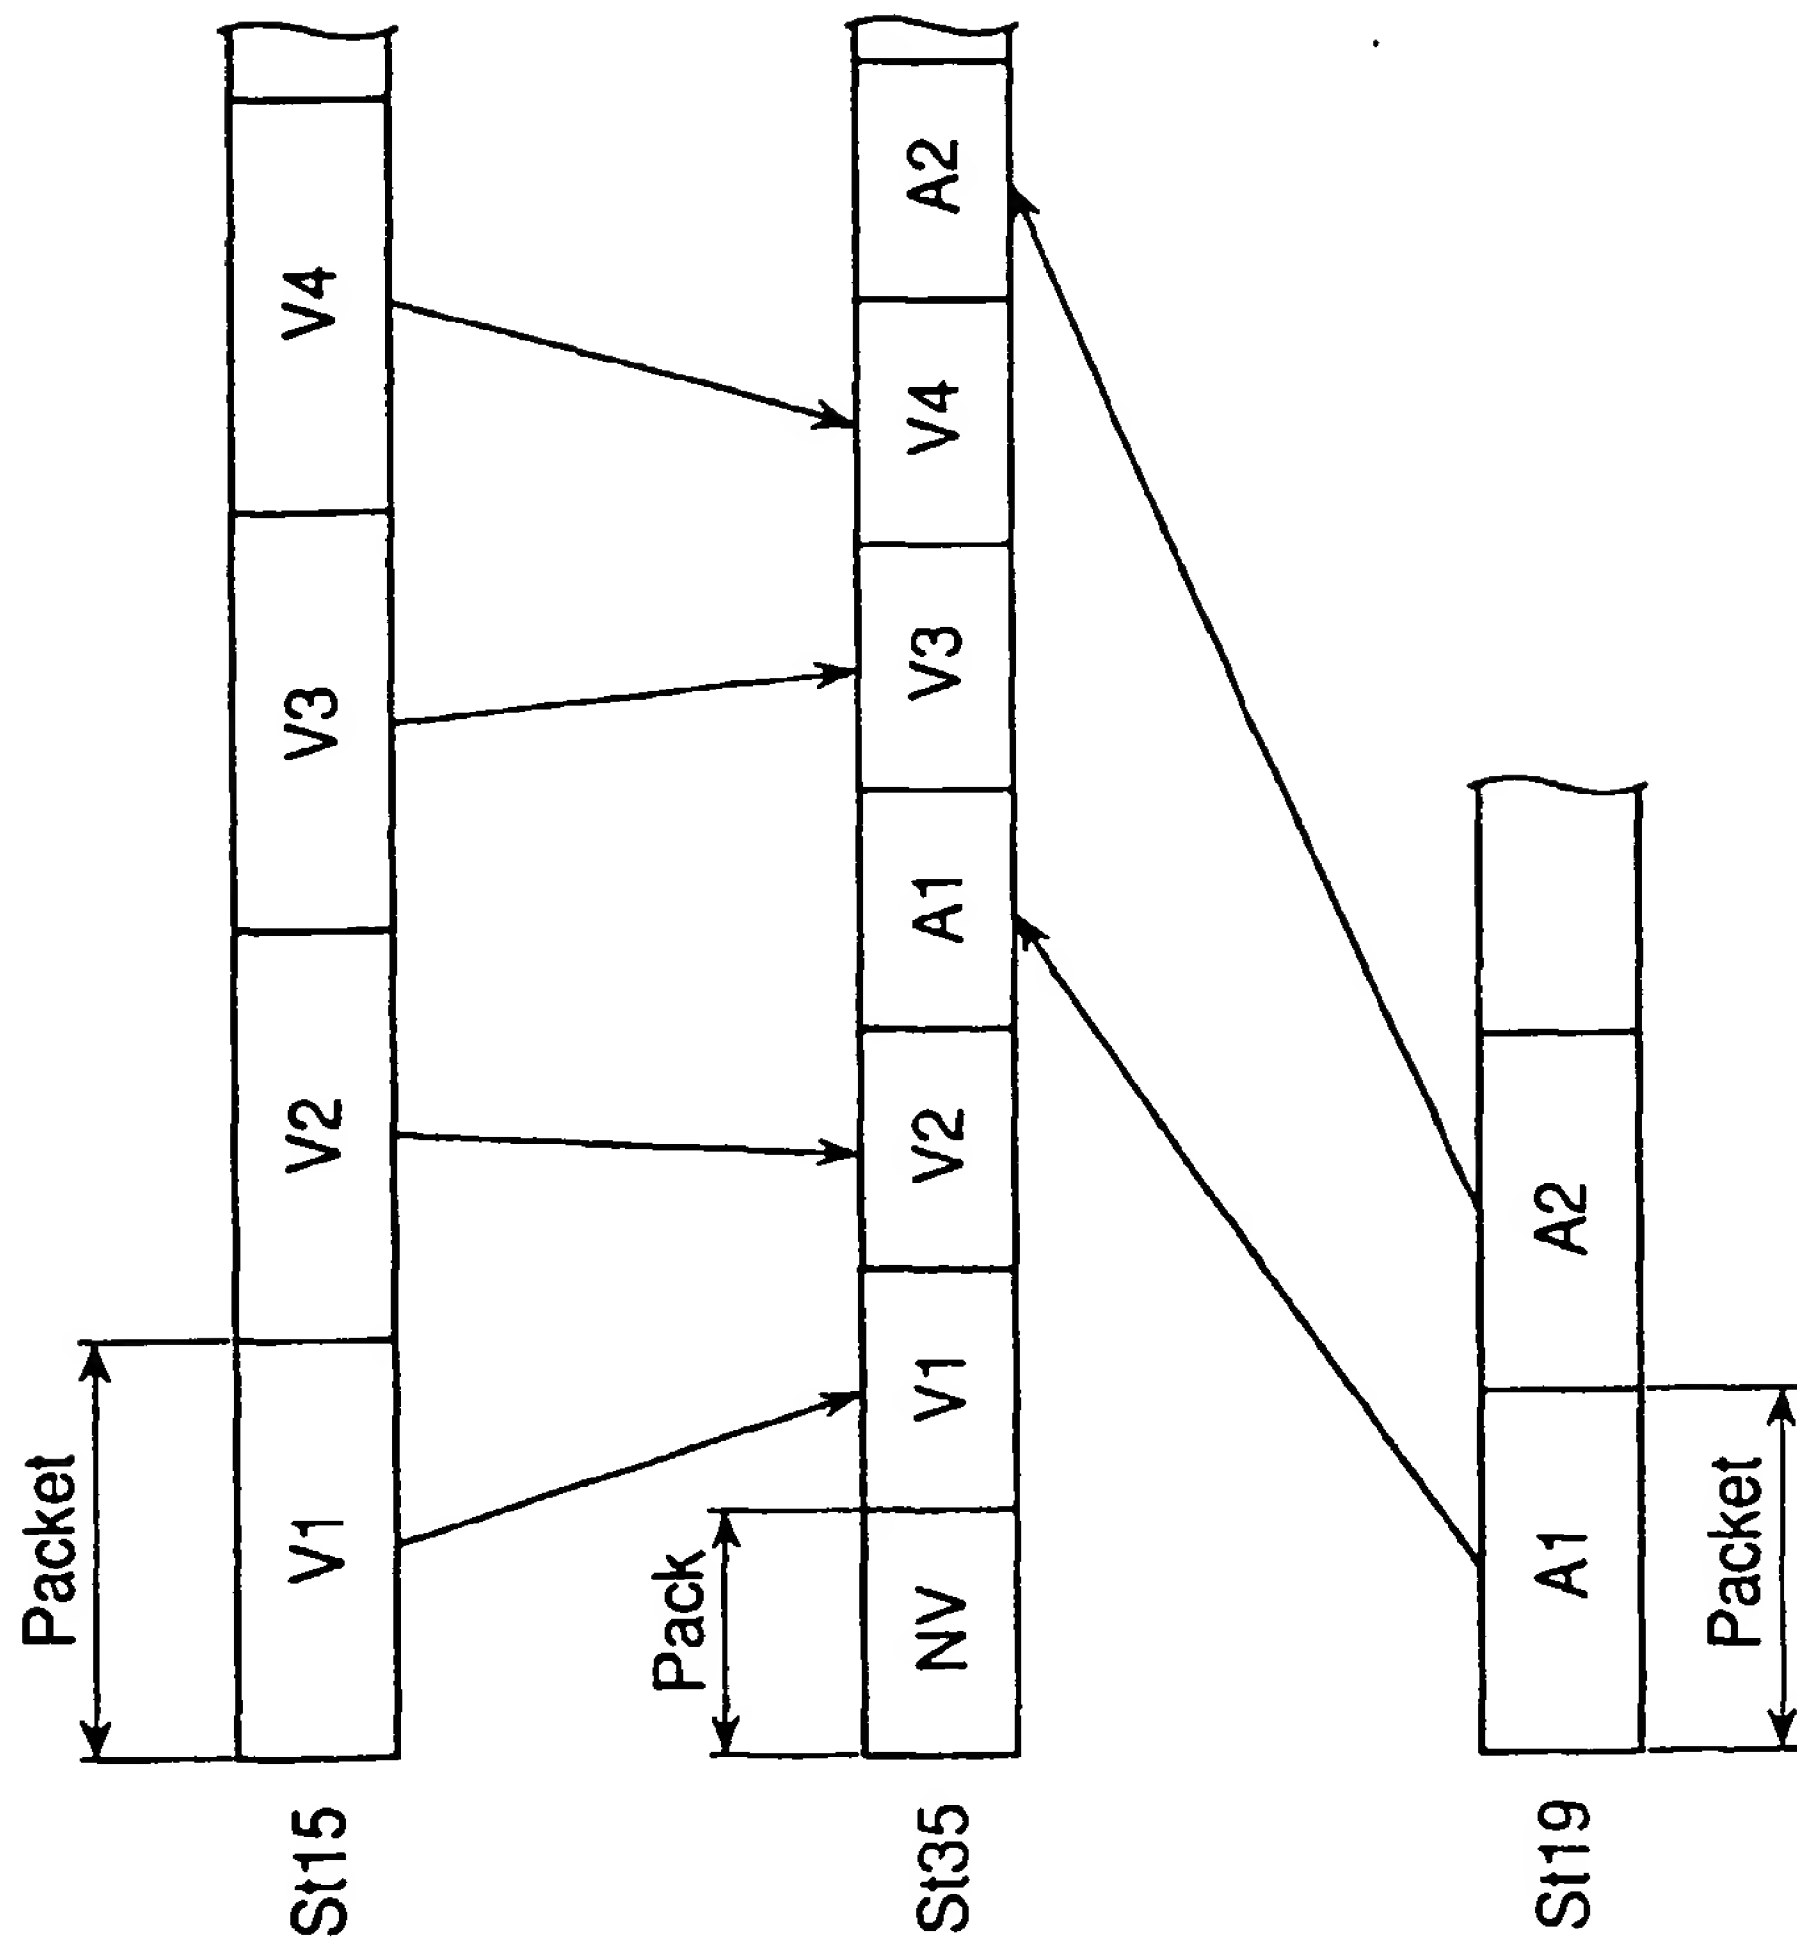 Packet
St15 V1 V2 V3 V4
Pack
St35 NV V1 V2 A1 V3 V4 A2
St19 A1 A2
Packet